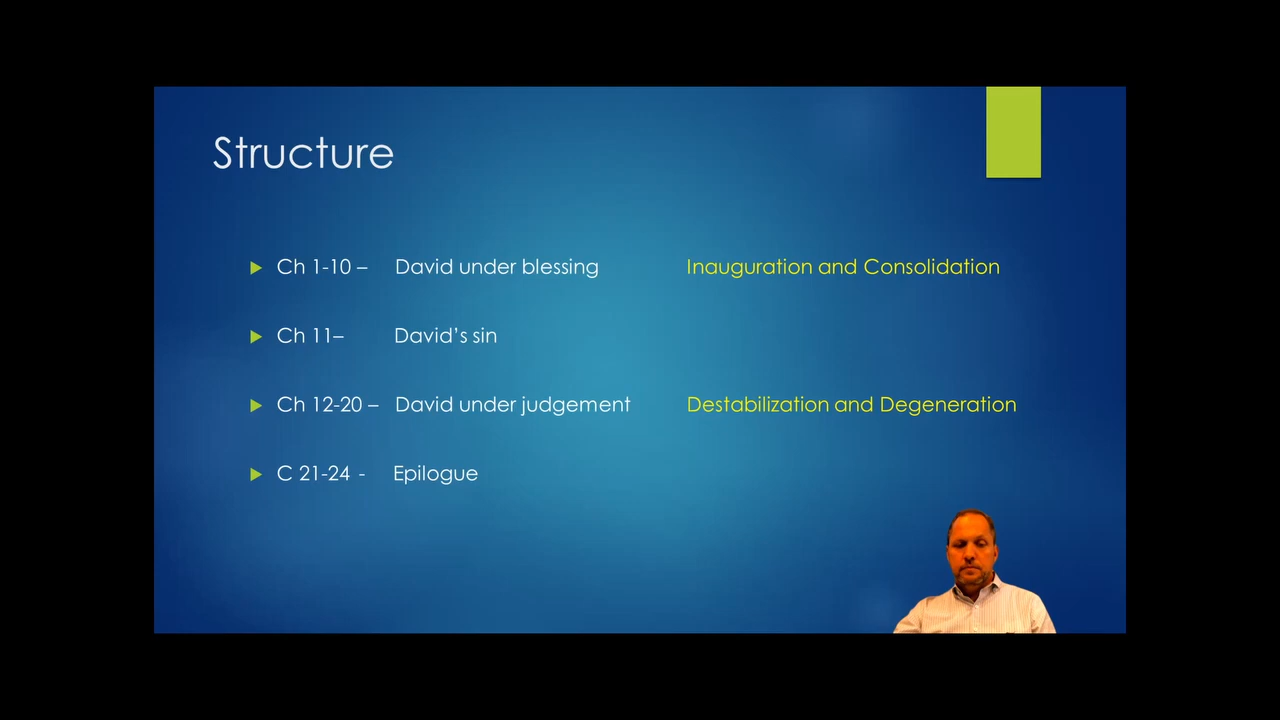 Structure
Ch 1-10 – David under blessing Inauguration and Consolidation
Ch 11– David’s sin
Ch 12-20 – David under judgement Destabilization and Degeneration
C 21-24 - Epilogue